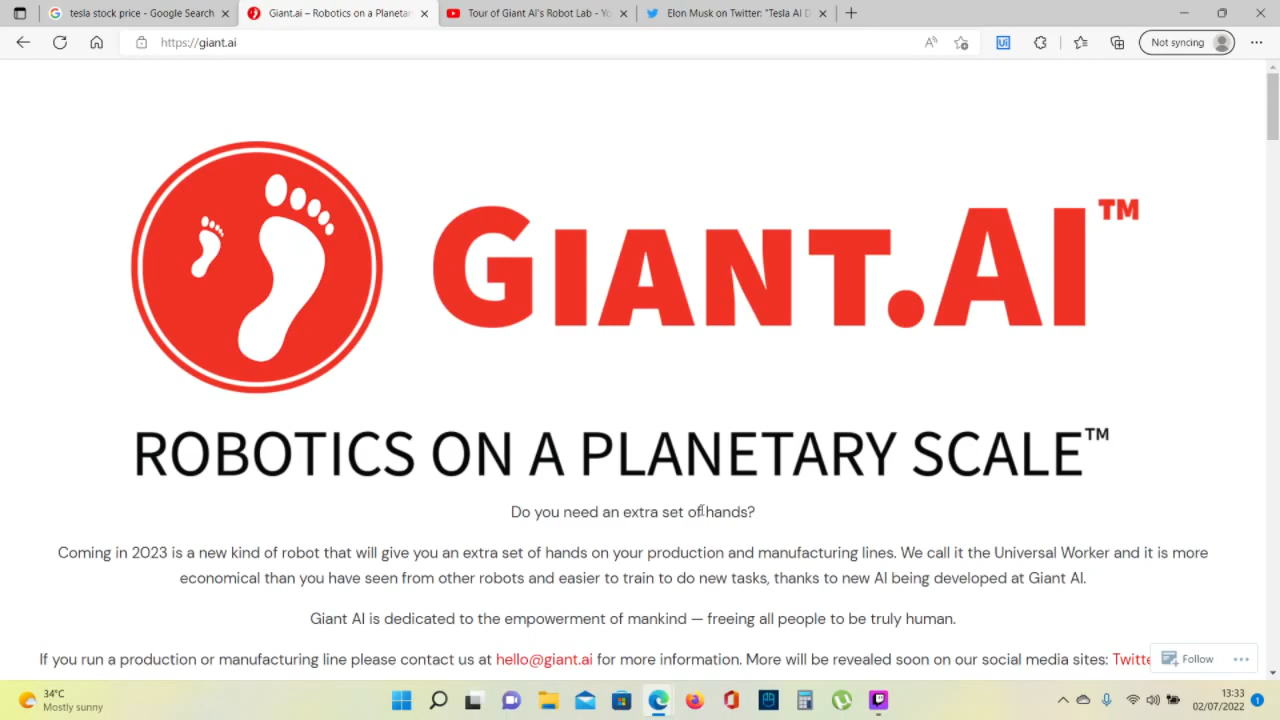 tesla stock price - Google Search
Giant.ai – Robotics on a Planetar
Tour of Giant AI's Robot Lab - Yo
Elon Musk on Twitter: "Tesla AI D
https://giant.ai
Not syncing
GIANT.AI™
ROBOTICS ON A PLANETARY SCALE™
Do you need an extra set of hands?
Coming in 2023 is a new kind of robot that will give you an extra set of hands on your production and manufacturing lines. We call it the Universal Worker and it is more
economical than you have seen from other robots and easier to train to do new tasks, thanks to new AI being developed at Giant AI.
Giant AI is dedicated to the empowerment of mankind — freeing all people to be truly human.
If you run a production or manufacturing line please contact us at hello@giant.ai for more information. More will be revealed soon on our social media sites: Twitte
Follow
34°C
Mostly sunny
13:33
02/07/2022
1